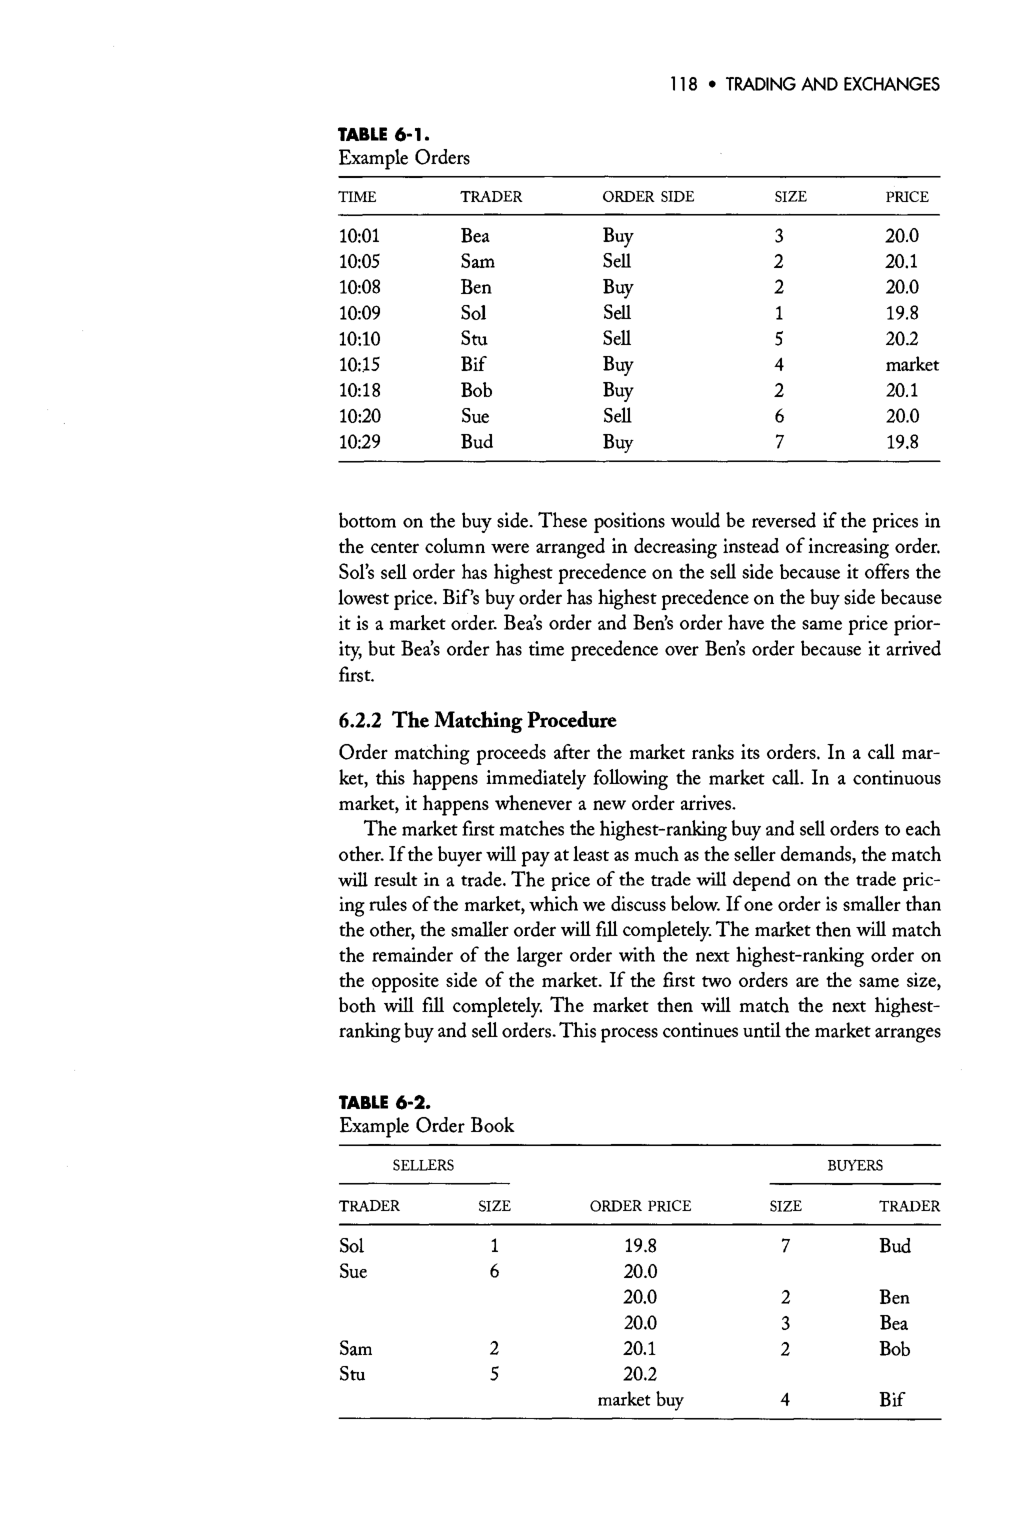 118 • TRADING AND EXCHANGES
TABLE 6-1.
Example Orders
TIME TRADER ORDER SIDE SIZE PRICE
10:01 Bea Buy 3 20.0
10:05 Sam Sell 2 20.1
10:08 Ben Buy 2 20.0
10:09 Sol Sell 1 19.8
10:10 Stu Sell 5 20.2
10:15 Bif Buy 4 market
10:18 Bob Buy 2 20.1
10:20 Sue Sell 6 20.0
10:29 Bud Buy 7 19.8
bottom on the buy side. These positions would be reversed if the prices in
the center column were arranged in decreasing instead of increasing order.
Sol's sell order has highest precedence on the sell side because it offers the
lowest price. Bif's buy order has highest precedence on the buy side because
it is a market order. Bea's order and Ben's order have the same price prior-
ity, but Bea's order has time precedence over Ben's order because it arrived
first.
6.2.2 The Matching Procedure
Order matching proceeds after the market ranks its orders. In a call mar-
ket, this happens immediately following the market call. In a continuous
market, it happens whenever a new order arrives.
The market first matches the highest-ranking buy and sell orders to each
other. If the buyer will pay at least as much as the seller demands, the match
will result in a trade. The price of the trade will depend on the trade pric-
ing rules of the market, which we discuss below. If one order is smaller than
the other, the smaller order will fill completely. The market then will match
the remainder of the larger order with the next highest-ranking order on
the opposite side of the market. If the first two orders are the same size,
both will fill completely. The market then will match the next highest-
ranking buy and sell orders. This process continues until the market arranges
TABLE 6-2.
Example Order Book
SELLERS BUYERS
TRADER SIZE ORDER PRICE SIZE TRADER
Sol 1 19.8 7 Bud
Sue 6 20.0
20.0 2 Ben
20.0 3 Bea
Sam 2 20.1 2 Bob
Stu 5 20.2
market buy 4 Bif